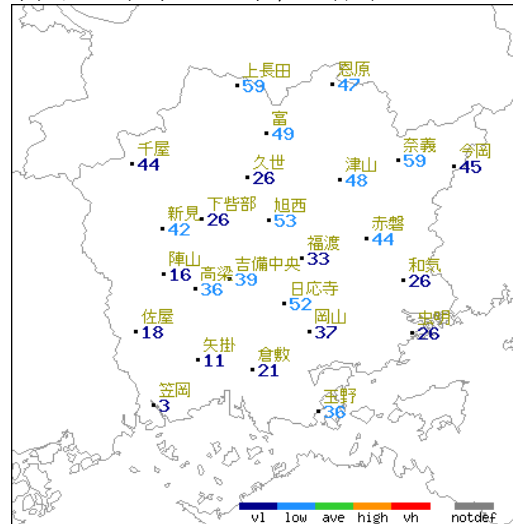 上長田
59
恩原
47
富
49
千屋
44
久世
26
津山
48
奈義
59
今岡
45
新見
42
下呰部
26
旭西
53
赤磐
44
福渡
33
陣山
16
高梁
36
吉備中央
39
和気
26
日応寺
52
佐屋
18
岡山
37
虫明
26
矢掛
11
倉敷
21
笠岡
3
玉野
36
vl low ave high vh notdef